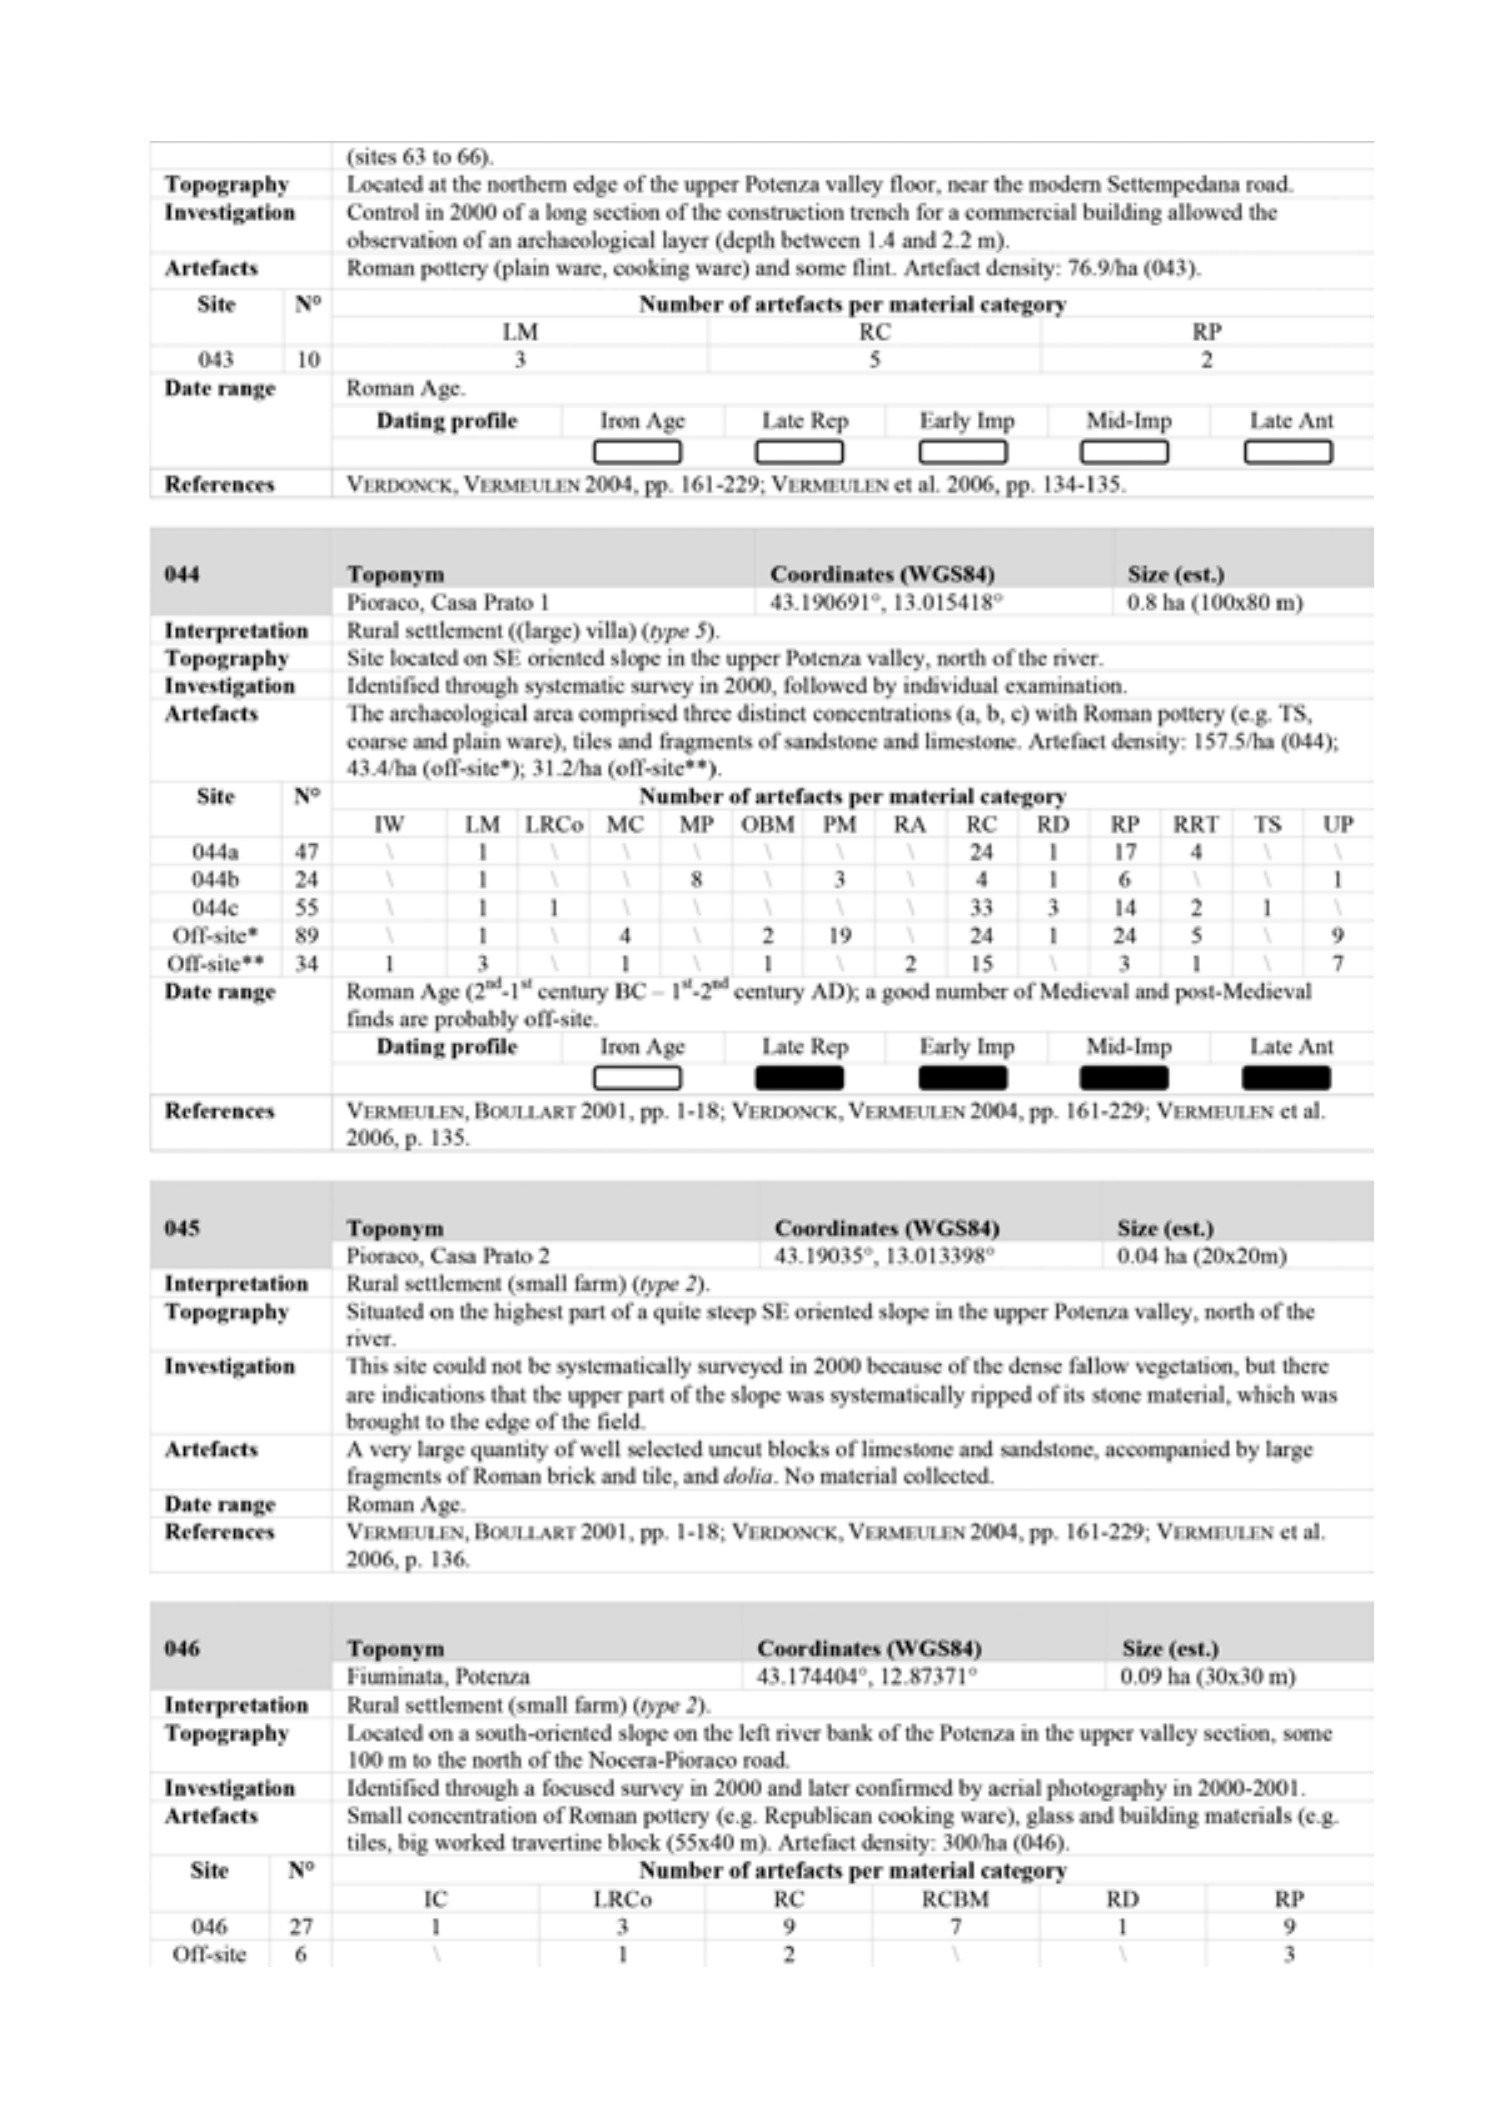 (sites 63 to 66).
Topography Located at the northern edge of the upper Potenza valley floor, near the modern Settempedana road.
Investigation Control in 2000 of a long section of the construction trench for a commercial building allowed the
observation of an archaeological layer (depth between 1.4 and 2.2 m).
Artefacts Roman pottery (plain ware, cooking ware) and some flint. Artefact density: 76.9/ha (043).
Site N° Number of artefacts per material category
LM RC RP
043 10 3 5 2
Date range Roman Age.
Dating profile Iron Age Late Rep Early Imp Mid-Imp Late Ant
References VERDONCK, VERMEULEN 2004, pp. 161-229; VERMEULEN et al. 2006, pp. 134-135.
044 Toponym Coordinates (WGS84) Size (est.)
Pioraco, Casa Prato 1 43.190691°, 13.015418° 0.8 ha (100x80 m)
Interpretation Rural settlement ((large) villa) (type 5).
Topography Site located on SE oriented slope in the upper Potenza valley, north of the river.
Investigation Identified through systematic survey in 2000, followed by individual examination.
Artefacts The archaeological area comprised three distinct concentrations (a, b, c) with Roman pottery (e.g. TS,
coarse and plain ware), tiles and fragments of sandstone and limestone. Artefact density: 157.5/ha (044);
43.4/ha (off-site*); 31.2/ha (off-site**).
Site N° Number of artefacts per material category
IW LM LRCo MC MP OBM PM RA RC RD RP RRT TS UP
044a 47 \ 1 \ \ \ \ \ \ 24 1 17 4 \ \
044b 24 \ 1 \ \ 8 \ 3 \ 4 1 6 \ \ 1
044c 55 \ 1 1 \ \ \ \ \ 33 3 14 2 1 \
Off-site* 89 \ 1 \ 4 \ 2 19 \ 24 1 24 5 \ 9
Off-site** 34 1 3 \ 1 \ 1 \ 2 15 \ 3 1 \ 7
Date range Roman Age (2nd-1st century BC – 1st-2nd century AD); a good number of Medieval and post-Medieval
finds are probably off-site.
Dating profile Iron Age Late Rep Early Imp Mid-Imp Late Ant
References VERMEULEN, BOULLART 2001, pp. 1-18; VERDONCK, VERMEULEN 2004, pp. 161-229; VERMEULEN et al.
2006, p. 135.
045 Toponym Coordinates (WGS84) Size (est.)
Pioraco, Casa Prato 2 43.19035°, 13.013398° 0.04 ha (20x20m)
Interpretation Rural settlement (small farm) (type 2).
Topography Situated on the highest part of a quite steep SE oriented slope in the upper Potenza valley, north of the
river.
Investigation This site could not be systematically surveyed in 2000 because of the dense fallow vegetation, but there
are indications that the upper part of the slope was systematically ripped of its stone material, which was
brought to the edge of the field.
Artefacts A very large quantity of well selected uncut blocks of limestone and sandstone, accompanied by large
fragments of Roman brick and tile, and dolia. No material collected.
Date range Roman Age.
References VERMEULEN, BOULLART 2001, pp. 1-18; VERDONCK, VERMEULEN 2004, pp. 161-229; VERMEULEN et al.
2006, p. 136.
046 Toponym Coordinates (WGS84) Size (est.)
Fiuminata, Potenza 43.174404°, 12.87371° 0.09 ha (30x30 m)
Interpretation Rural settlement (small farm) (type 2).
Topography Located on a south-oriented slope on the left river bank of the Potenza in the upper valley section, some
100 m to the north of the Nocera-Pioraco road.
Investigation Identified through a focused survey in 2000 and later confirmed by aerial photography in 2000-2001.
Artefacts Small concentration of Roman pottery (e.g. Republican cooking ware), glass and building materials (e.g.
tiles, big worked travertine block (55x40 m). Artefact density: 300/ha (046).
Site N° Number of artefacts per material category
IC LRCo RC RCBM RD RP
046 27 1 3 9 7 1 9
Off-site 6 \ 1 2 \ \ 3